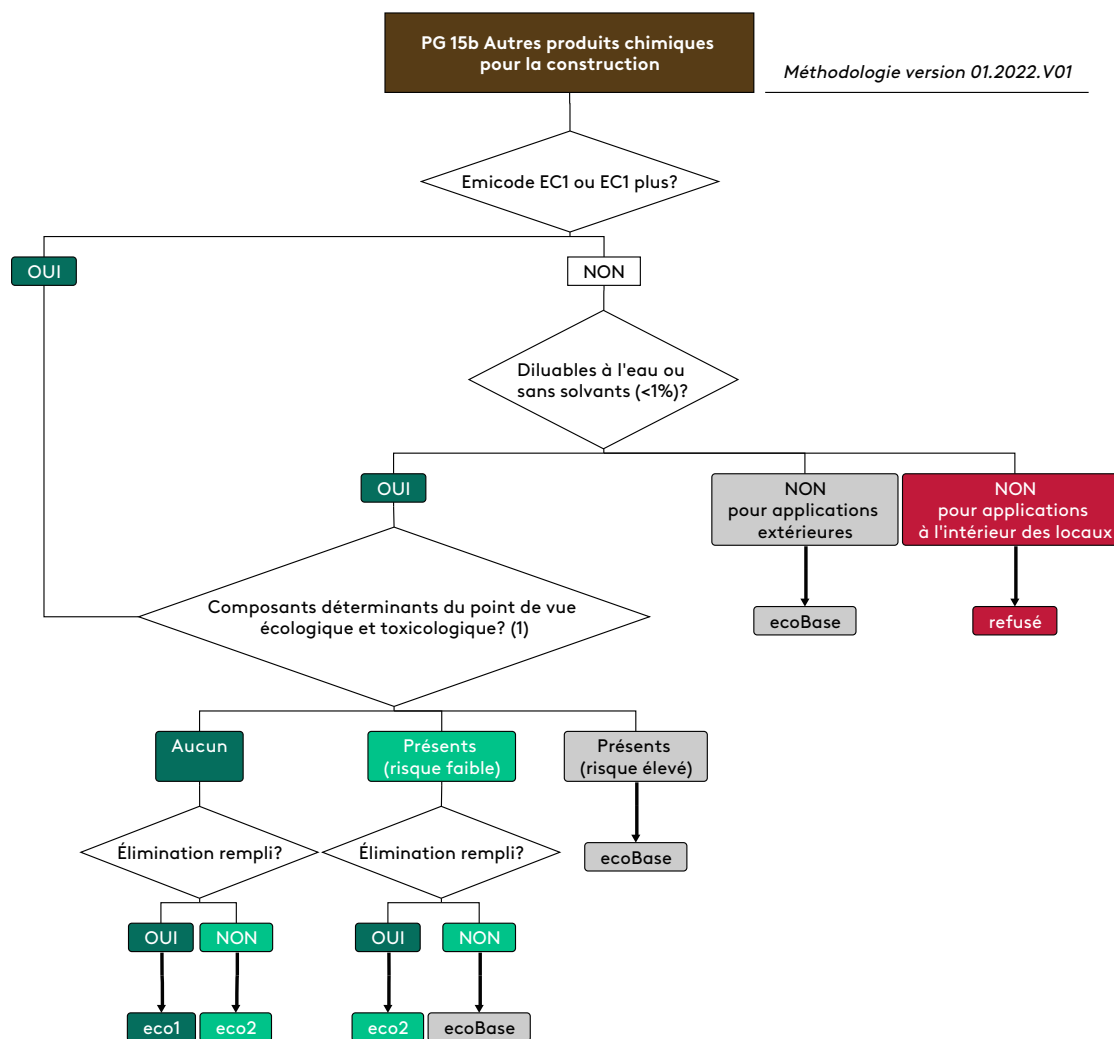 PG 15b Autres produits chimiques
pour la construction
Méthodologie version 01.2022.V01
Emicode EC1 ou EC1 plus?
OUI
NON
Diluables à l'eau ou
sans solvants (<1%)?
OUI
NON
pour applications
extérieures
NON
pour applications
à l'intérieur des locaux
Composants déterminants du point de vue
écologique et toxicologique? (1)
ecoBase
refusé
Aucun
Présents
(risque faible)
Présents
(risque élevé)
Élimination rempli?
Élimination rempli?
ecoBase
OUI
NON
OUI
NON
eco1
eco2
eco2
ecoBase